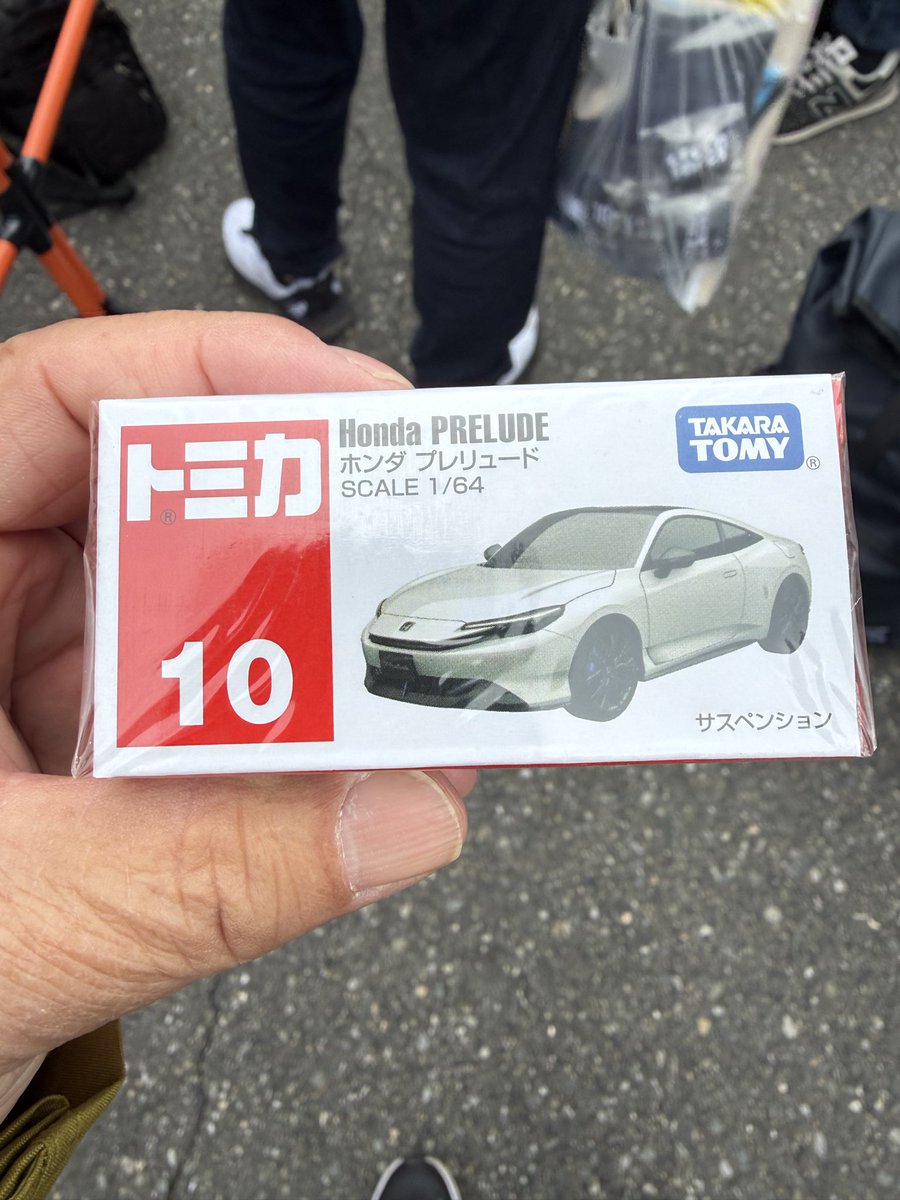 トミカ®
10
Honda PRELUDE
ホンダ プレリュード
SCALE 1/64
TAKARA
TOMY®
サスペンション